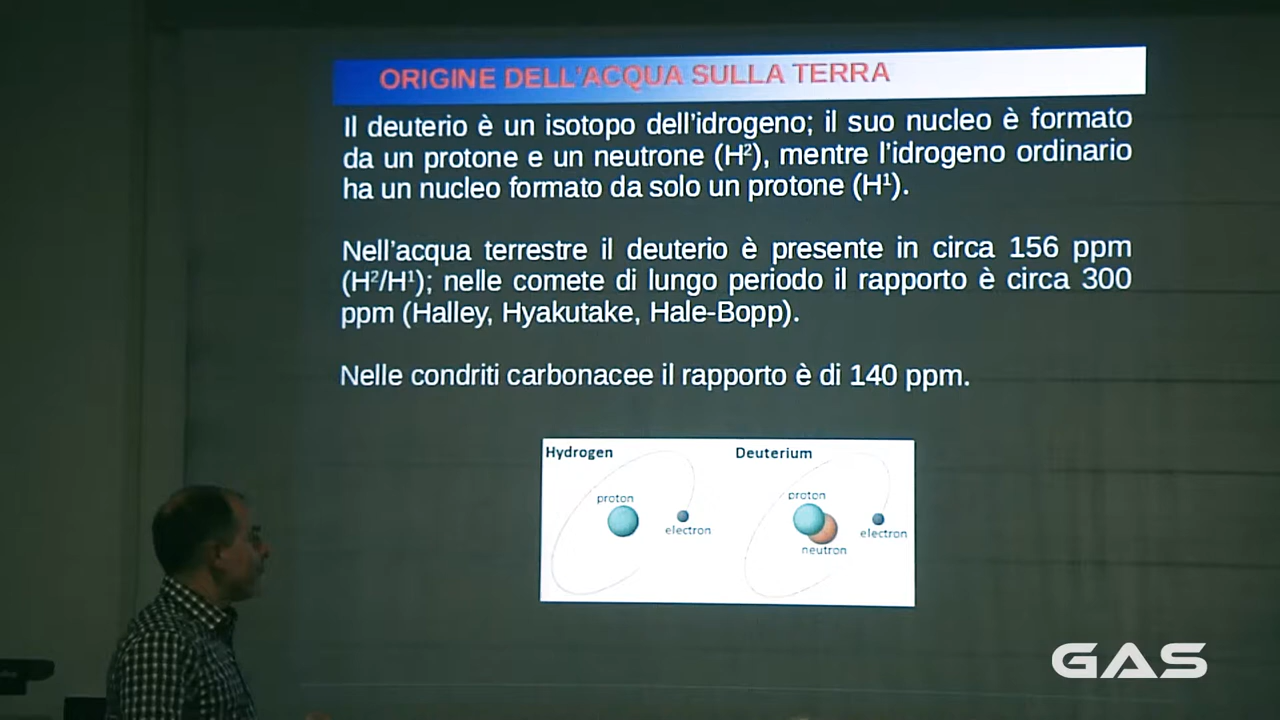 ORIGINE DELL'ACQUA SULLA TERRA
Il deuterio è un isotopo dell'idrogeno; il suo nucleo è formato
da un protone e un neutrone (H²), mentre l'idrogeno ordinario
ha un nucleo formato da solo un protone (H¹).
Nell'acqua terrestre il deuterio è presente in circa 156 ppm
(H²/H¹); nelle comete di lungo periodo il rapporto è circa 300
ppm (Halley, Hyakutake, Hale-Bopp).
Nelle condriti carbonacee il rapporto è di 140 ppm.
Hydrogen
proton
electron
Deuterium
proton
electron
neutron
GAS